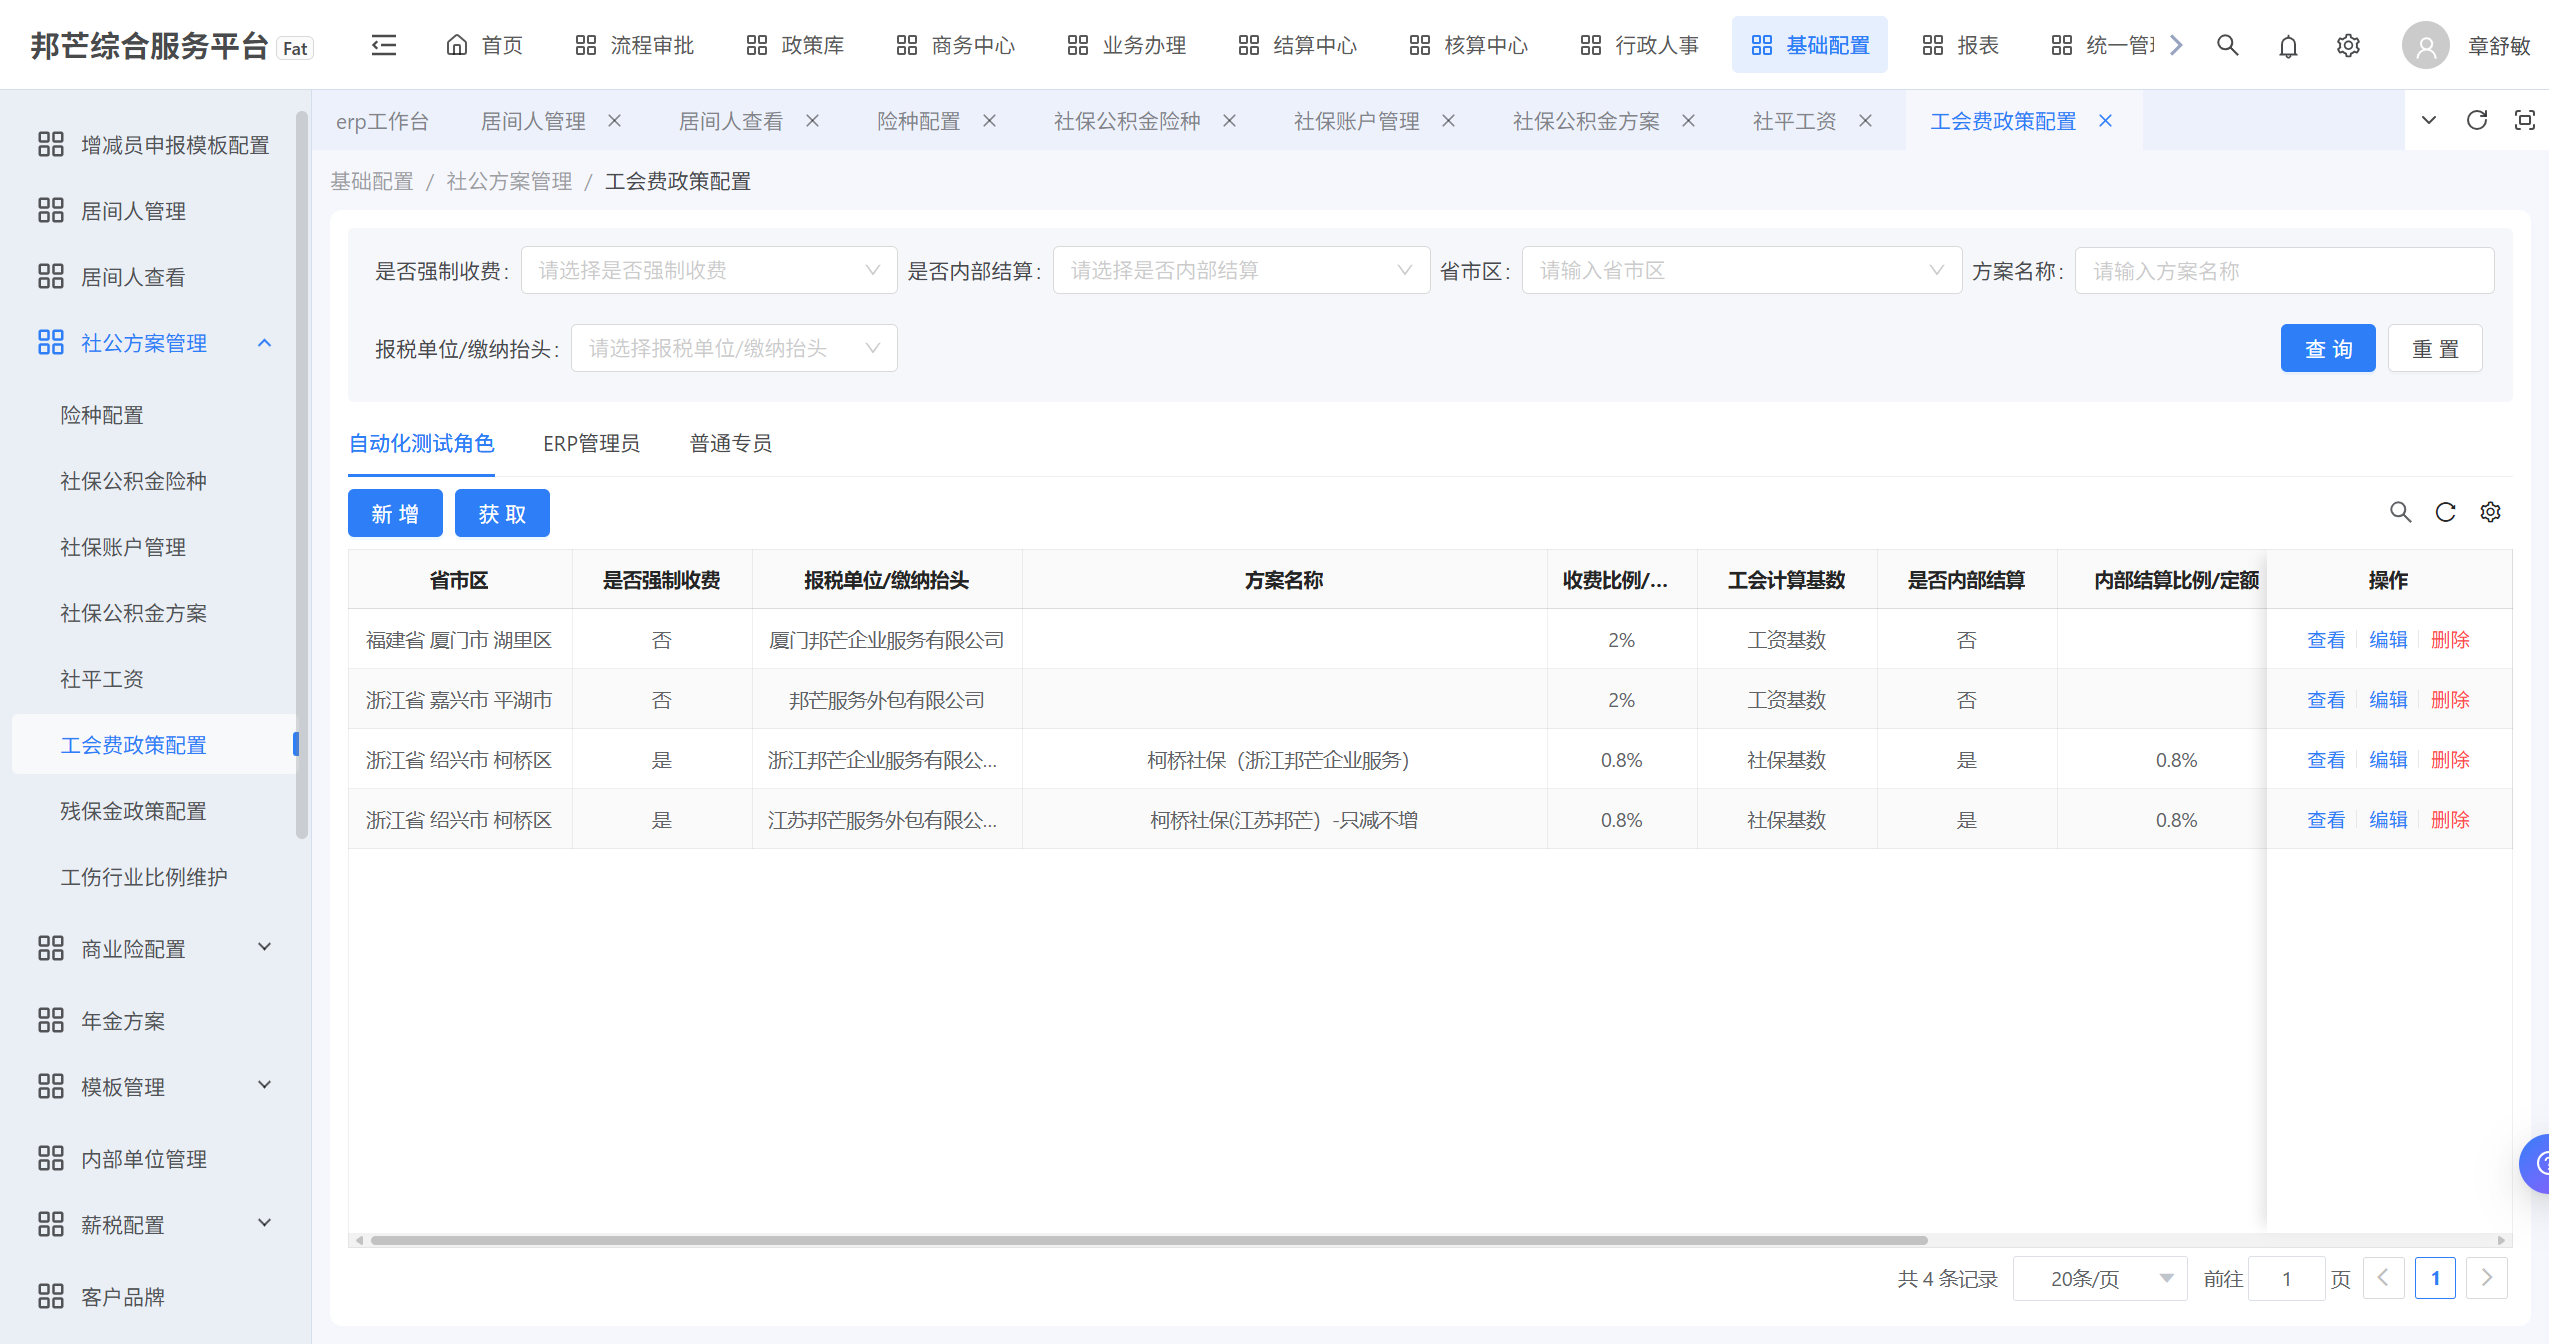 邦芒综合服务平台 Fat
首页 流程审批 政策库 商务中心 业务办理 结算中心 核算中心 行政人事 基础配置 报表 统一管 章舒敏
增减员申报模板配置
居间人管理
居间人查看
社公方案管理
险种配置
社保公积金险种
社保账户管理
社保公积金方案
社平工资
工会费政策配置
残保金政策配置
工伤行业比例维护
商业险配置
年金方案
模板管理
内部单位管理
薪税配置
客户品牌
erp工作台 居间人管理 居间人查看 险种配置 社保公积金险种 社保账户管理 社保公积金方案 社平工资 工会费政策配置
基础配置 / 社公方案管理 / 工会费政策配置
是否强制收费: 请选择是否强制收费 是否内部结算: 请选择是否内部结算 省市区: 请输入省市区 方案名称: 请输入方案名称
报税单位/缴纳抬头: 请选择报税单位/缴纳抬头 查 询 重 置
自动化测试角色 ERP管理员 普通专员
新 增 获 取
省市区 是否强制收费 报税单位/缴纳抬头 方案名称 收费比例/... 工会计算基数 是否内部结算 内部结算比例/定额 操作
福建省 厦门市 湖里区 否 厦门邦芒企业服务有限公司 2% 工资基数 否 查看 编辑 删除
浙江省 嘉兴市 平湖市 否 邦芒服务外包有限公司 2% 工资基数 否 查看 编辑 删除
浙江省 绍兴市 柯桥区 是 浙江邦芒企业服务有限公... 柯桥社保（浙江邦芒企业服务） 0.8% 社保基数 是 0.8% 查看 编辑 删除
浙江省 绍兴市 柯桥区 是 江苏邦芒服务外包有限公... 柯桥社保(江苏邦芒）-只减不增 0.8% 社保基数 是 0.8% 查看 编辑 删除
共 4 条记录 20条/页 前往 1 页 1